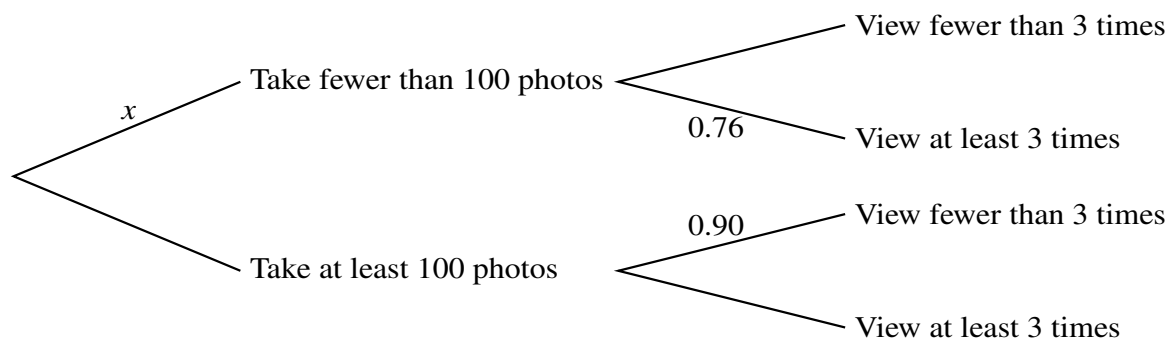 View fewer than 3 times
Take fewer than 100 photos
x
0.76
View at least 3 times
View fewer than 3 times
0.90
Take at least 100 photos
View at least 3 times